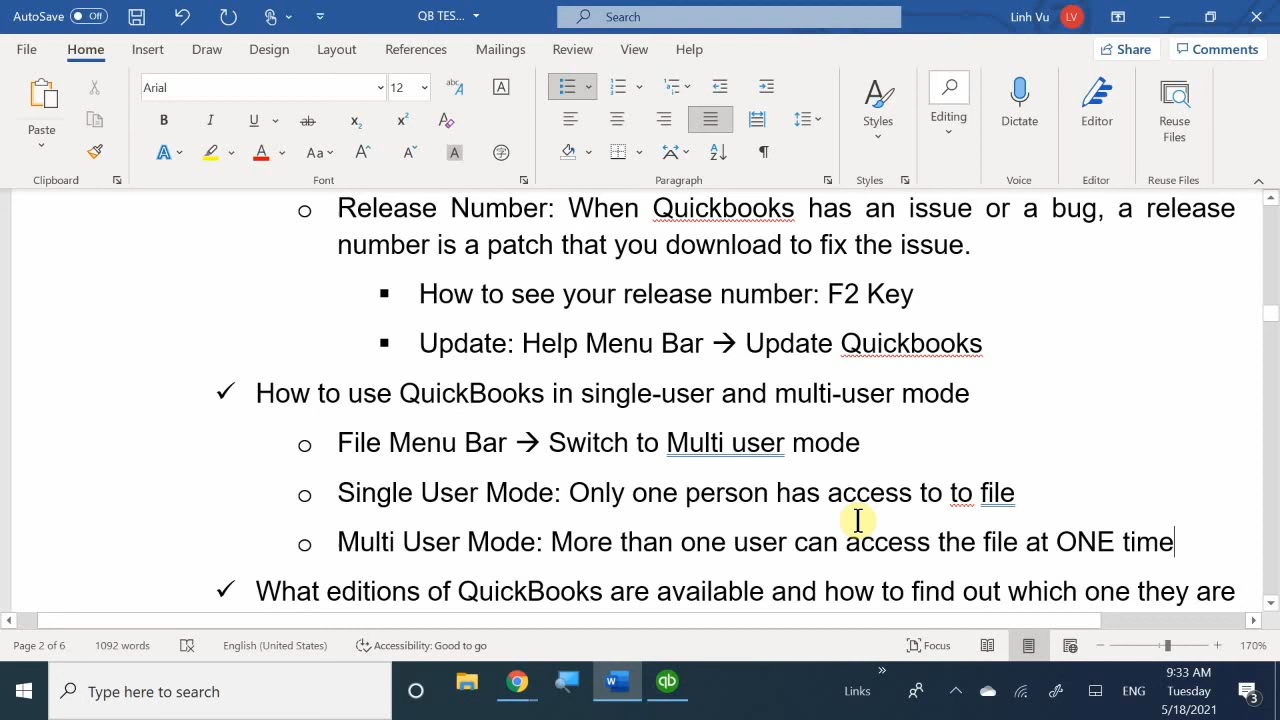 AutoSave Off QB TES... Search Linh Vu LV
File Home Insert Draw Design Layout References Mailings Review View Help Share Comments
Arial 12 abc A
Paste B I U ab x₂ x² A Styles Editing Dictate Editor Reuse Files
A A Aa A A A
Clipboard Font Paragraph Styles Voice Editor Reuse Files
o Release Number: When Quickbooks has an issue or a bug, a release
number is a patch that you download to fix the issue.
▪ How to see your release number: F2 Key
▪ Update: Help Menu Bar → Update Quickbooks
✓ How to use QuickBooks in single-user and multi-user mode
o File Menu Bar → Switch to Multi user mode
o Single User Mode: Only one person has access to to file
o Multi User Mode: More than one user can access the file at ONE time
✓ What editions of QuickBooks are available and how to find out which one they are
Page 2 of 6 1092 words English (United States) Accessibility: Good to go Focus 170%
Type here to search W qb Links ENG 9:33 AM
Tuesday
5/18/2021
3